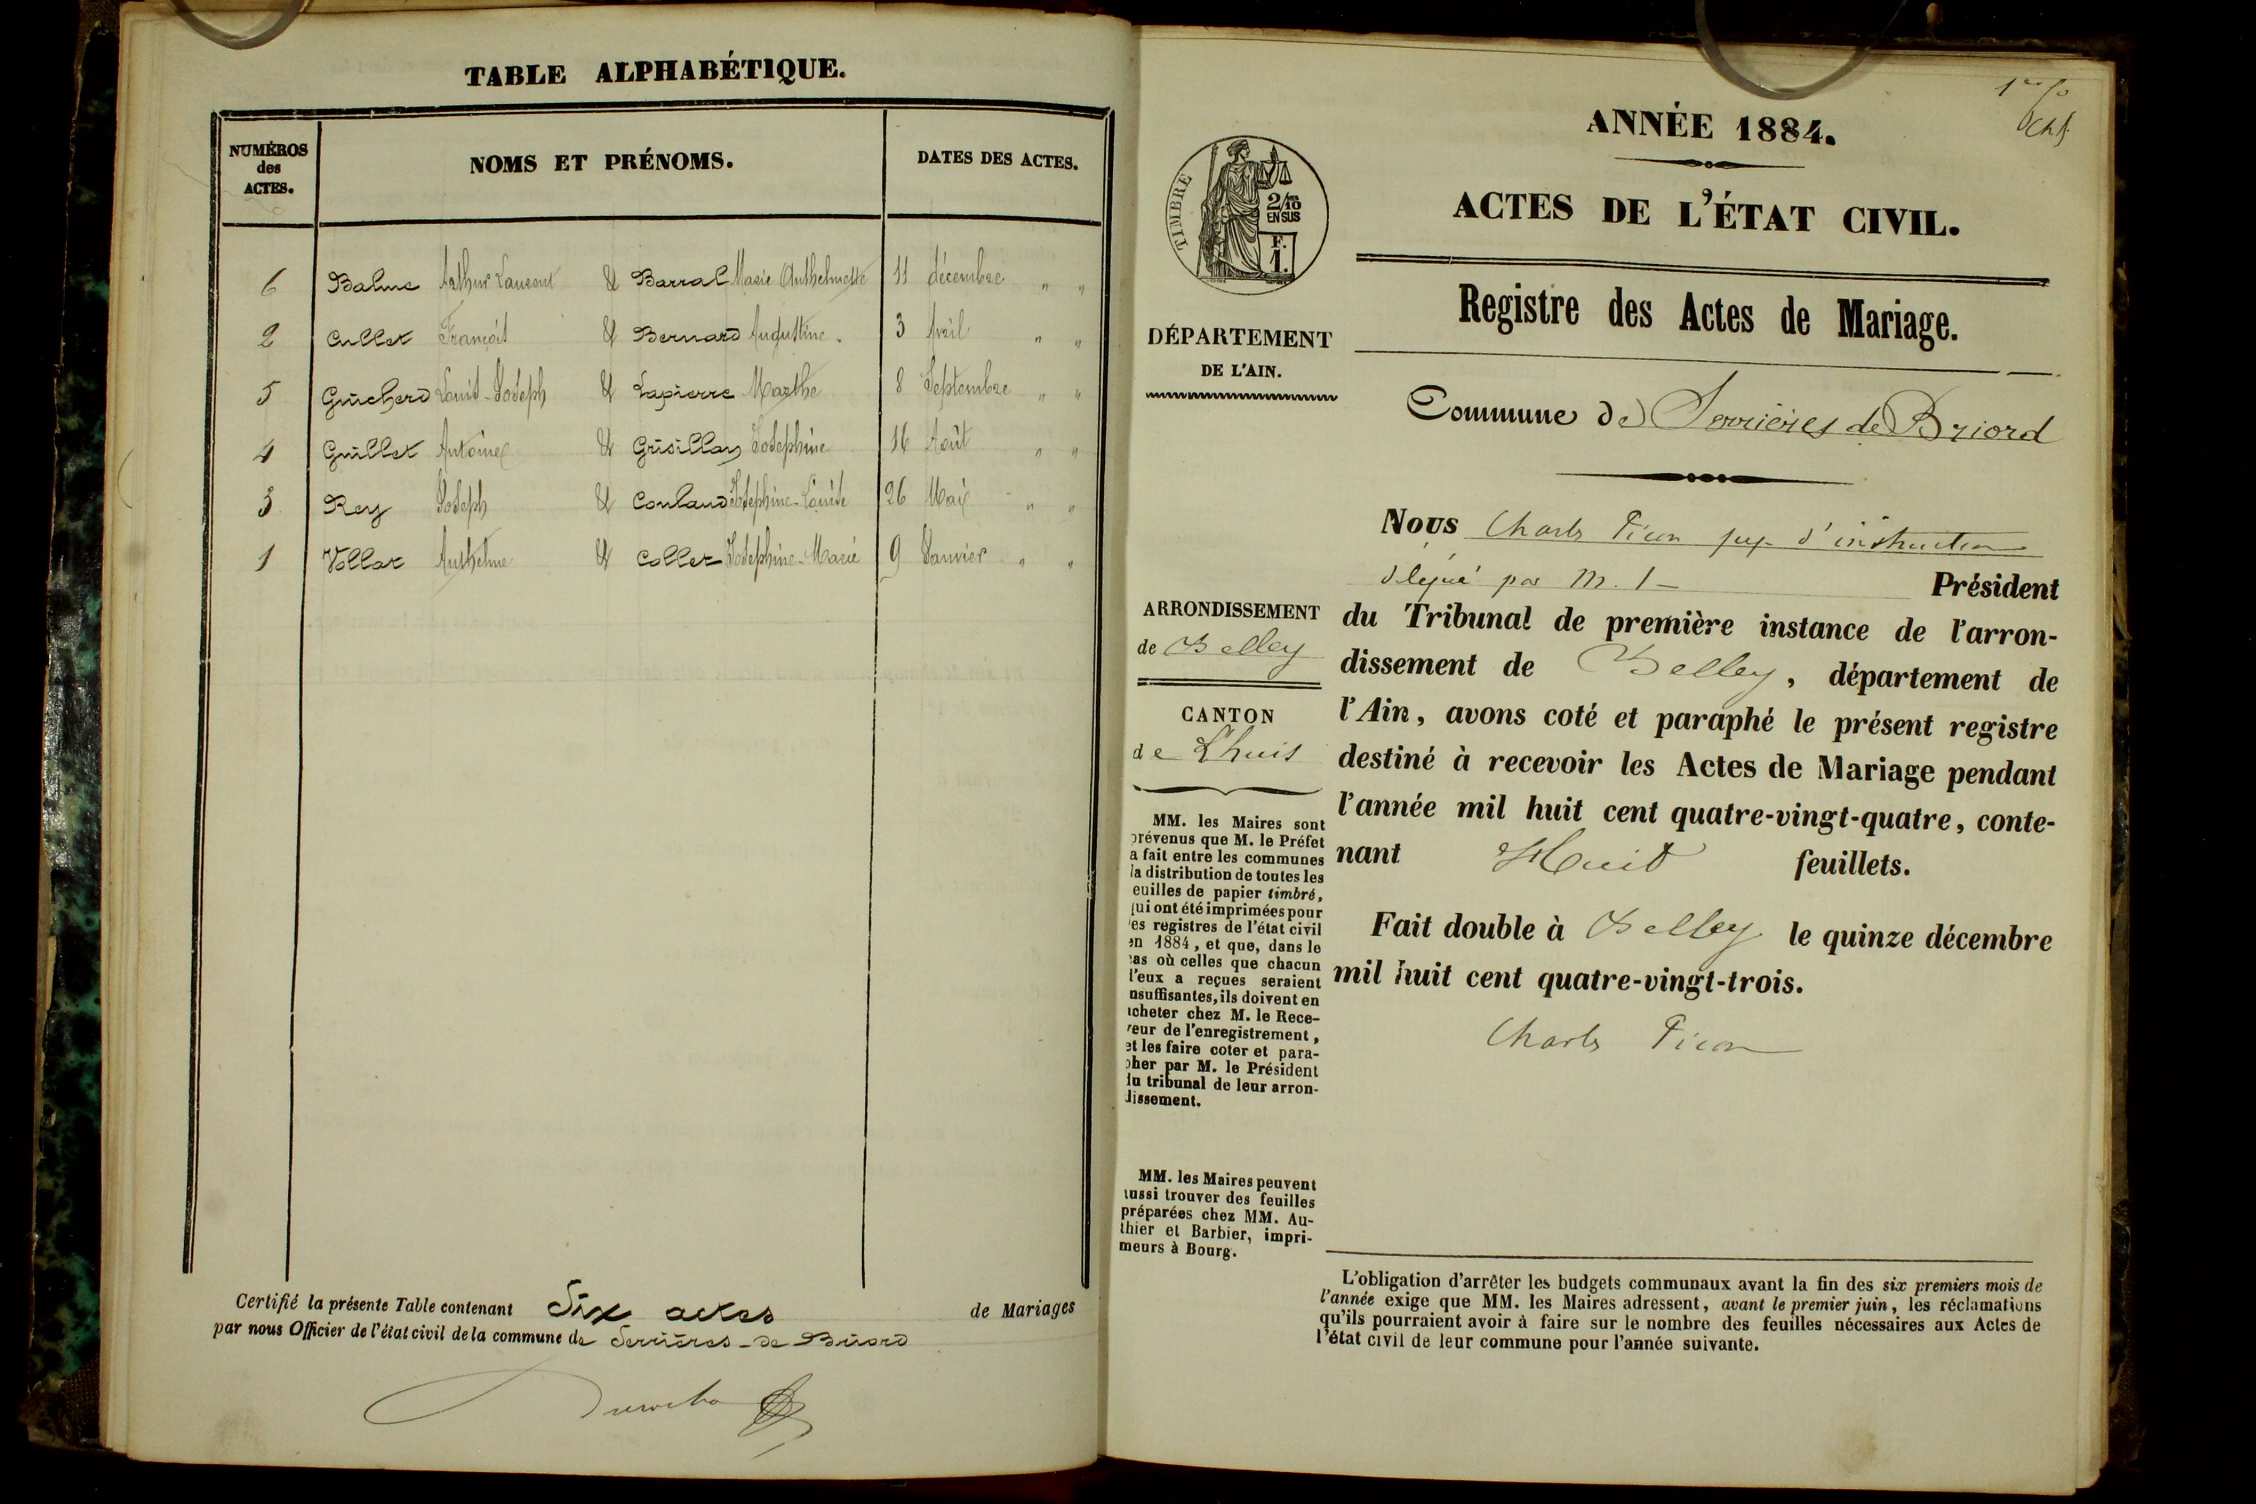 TABLE ALPHABÉTIQUE.
NUMÉROS des ACTES.
NOMS ET PRÉNOMS.
DATES DES ACTES.
6 Balme Arthur Laurent & Barral Marie Anthelmette 11 décembre " "
2 Cullet François & Bernard Augustine. 3 Avril " "
5 Guicherd Louis-Joseph & Lapierre Marthe 8 Septembre " "
4 Guillet Antoine & Grisillon Joséphine 16 Août " "
3 Rey Joseph & Conland Joséphine-Louise 26 Mai " "
1 Vollat Anthelme & Collet Joséphine-Marie 9 Janvier " "
Certifié la présente Table contenant Six actes de Mariages
par nous Officier de l'état civil de la commune de Serrières-de-Briord
ANNÉE 1884.
ACTES DE L'ÉTAT CIVIL.
TIMBRE
2/10
EN SUS
F.
1.
Registre des Actes de Mariage.
DÉPARTEMENT
DE L'AIN.
Commune de Serrières de Briord
Nous Charles Picon juge d'instruction
délégué par M. l Président
du Tribunal de première instance de l'arron-
dissement de Belley, département de
l'Ain, avons coté et paraphé le présent registre
destiné à recevoir les Actes de Mariage pendant
l'année mil huit cent quatre-vingt-quatre, conte-
nant Huit feuillets.
Fait double à Belley le quinze décembre
mil huit cent quatre-vingt-trois.
Charles Picon
ARRONDISSEMENT
de Belley
CANTON
de Lhuis
MM. les Maires sont
prévenus que M. le Préfet
a fait entre les communes
la distribution de toutes les
feuilles de papier timbré,
qui ont été imprimées pour
les registres de l'état civil
en 1884, et que, dans le
cas où celles que chacun
d'eux a reçues seraient
insuffisantes, ils doivent en
acheter chez M. le Rece-
veur de l'enregistrement,
et les faire coter et para-
pher par M. le Président
du tribunal de leur arron-
dissement.
MM. les Maires peuvent
aussi trouver des feuilles
préparées chez MM. Au-
thier et Barbier, impri-
meurs à Bourg.
L'obligation d'arrêter les budgets communaux avant la fin des six premiers mois de
l'année exige que MM. les Maires adressent, avant le premier juin, les réclamations
qu'ils pourraient avoir à faire sur le nombre des feuilles nécessaires aux Actes de
l'état civil de leur commune pour l'année suivante.